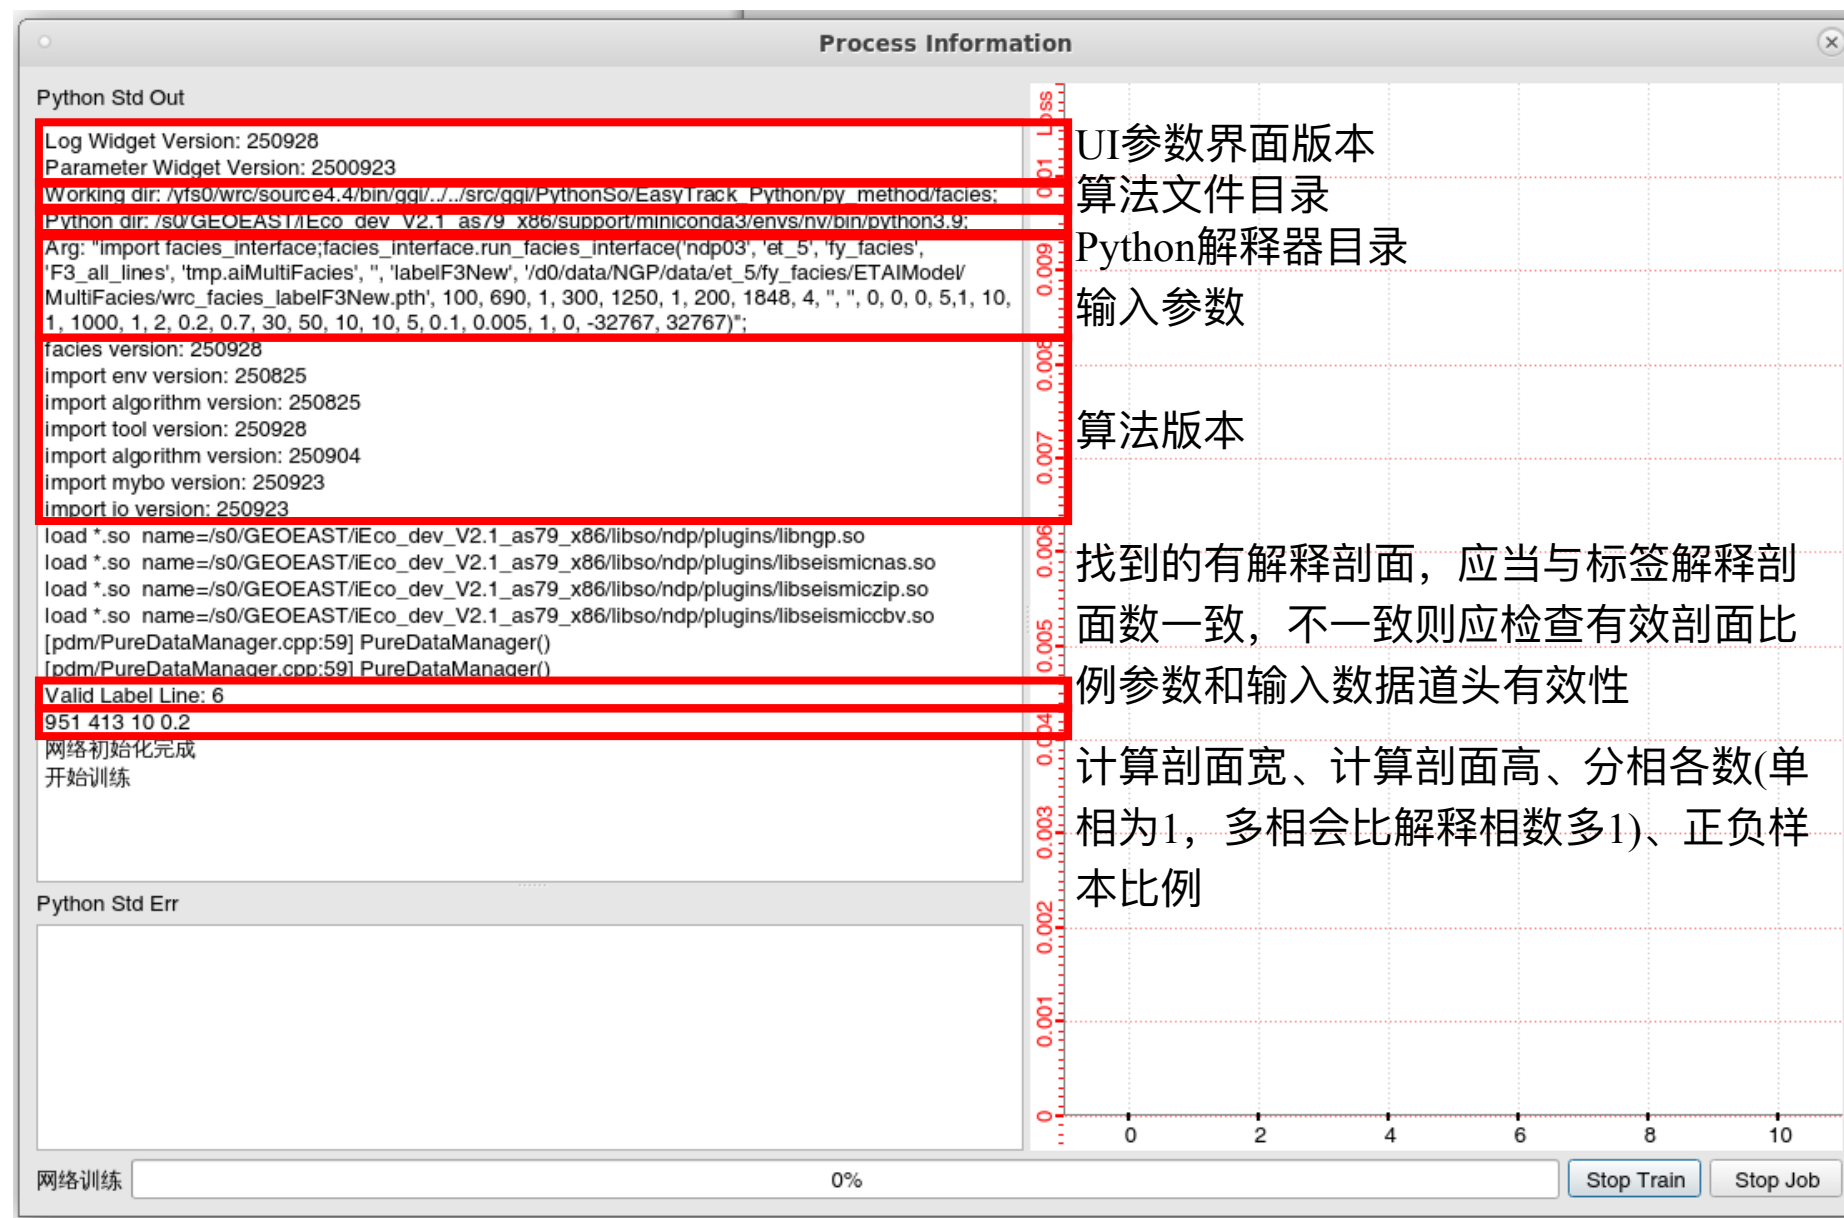 Process Information
Python Std Out
Log Widget Version: 250928
Parameter Widget Version: 2500923
Working dir: /yfs0/wrc/source4.4/bin/ggi/../../src/ggi/PythonSo/EasyTrack_Python/py_method/facies;
Python dir: /s0/GEOEAST/iEco_dev_V2.1_as79_x86/support/miniconda3/envs/nv/bin/python3.9;
Arg: "import facies_interface;facies_interface.run_facies_interface('ndp03', 'et_5', 'fy_facies',
'F3_all_lines', 'tmp.aiMultiFacies', '', 'labelF3New', '/d0/data/NGP/data/et_5/fy_facies/ETAIModel/
MultiFacies/wrc_facies_labelF3New.pth', 100, 690, 1, 300, 1250, 1, 200, 1848, 4, '', '', 0, 0, 0, 5,1, 10,
1, 1000, 1, 2, 0.2, 0.7, 30, 50, 10, 10, 5, 0.1, 0.005, 1, 0, -32767, 32767)";
facies version: 250928
import env version: 250825
import algorithm version: 250825
import tool version: 250928
import algorithm version: 250904
import mybo version: 250923
import io version: 250923
load *.so  name=/s0/GEOEAST/iEco_dev_V2.1_as79_x86/libso/ndp/plugins/libngp.so
load *.so  name=/s0/GEOEAST/iEco_dev_V2.1_as79_x86/libso/ndp/plugins/libseismicnas.so
load *.so  name=/s0/GEOEAST/iEco_dev_V2.1_as79_x86/libso/ndp/plugins/libseismiczip.so
load *.so  name=/s0/GEOEAST/iEco_dev_V2.1_as79_x86/libso/ndp/plugins/libseismiccbv.so
[pdm/PureDataManager.cpp:59] PureDataManager()
[pdm/PureDataManager.cpp:59] PureDataManager()
Valid Label Line: 6
951 413 10 0.2
网络初始化完成
开始训练
Python Std Err
网络训练
0%
Stop Train
Stop Job
UI参数界面版本
算法文件目录
Python解释器目录
输入参数
算法版本
找到的有解释剖面，应当与标签解释剖
面数一致，不一致则应检查有效剖面比
例参数和输入数据道头有效性
计算剖面宽、计算剖面高、分相各数(单
相为1，多相会比解释相数多1)、正负样
本比例
Loss
0.01
0.009
0.008
0.007
0.006
0.005
0.004
0.003
0.002
0.001
0
0 2 4 6 8 10